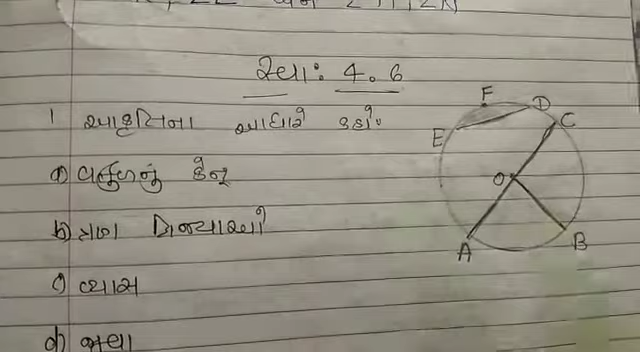 સ્વા: 4.6
1 આકૃતિના આધારે કહો.
a) વર્તુળનું કેન્દ્ર
b) ત્રણ ત્રિજ્યાઓ
c) વ્યાસ
d) જીવા
F
D
C
E
O
A
B